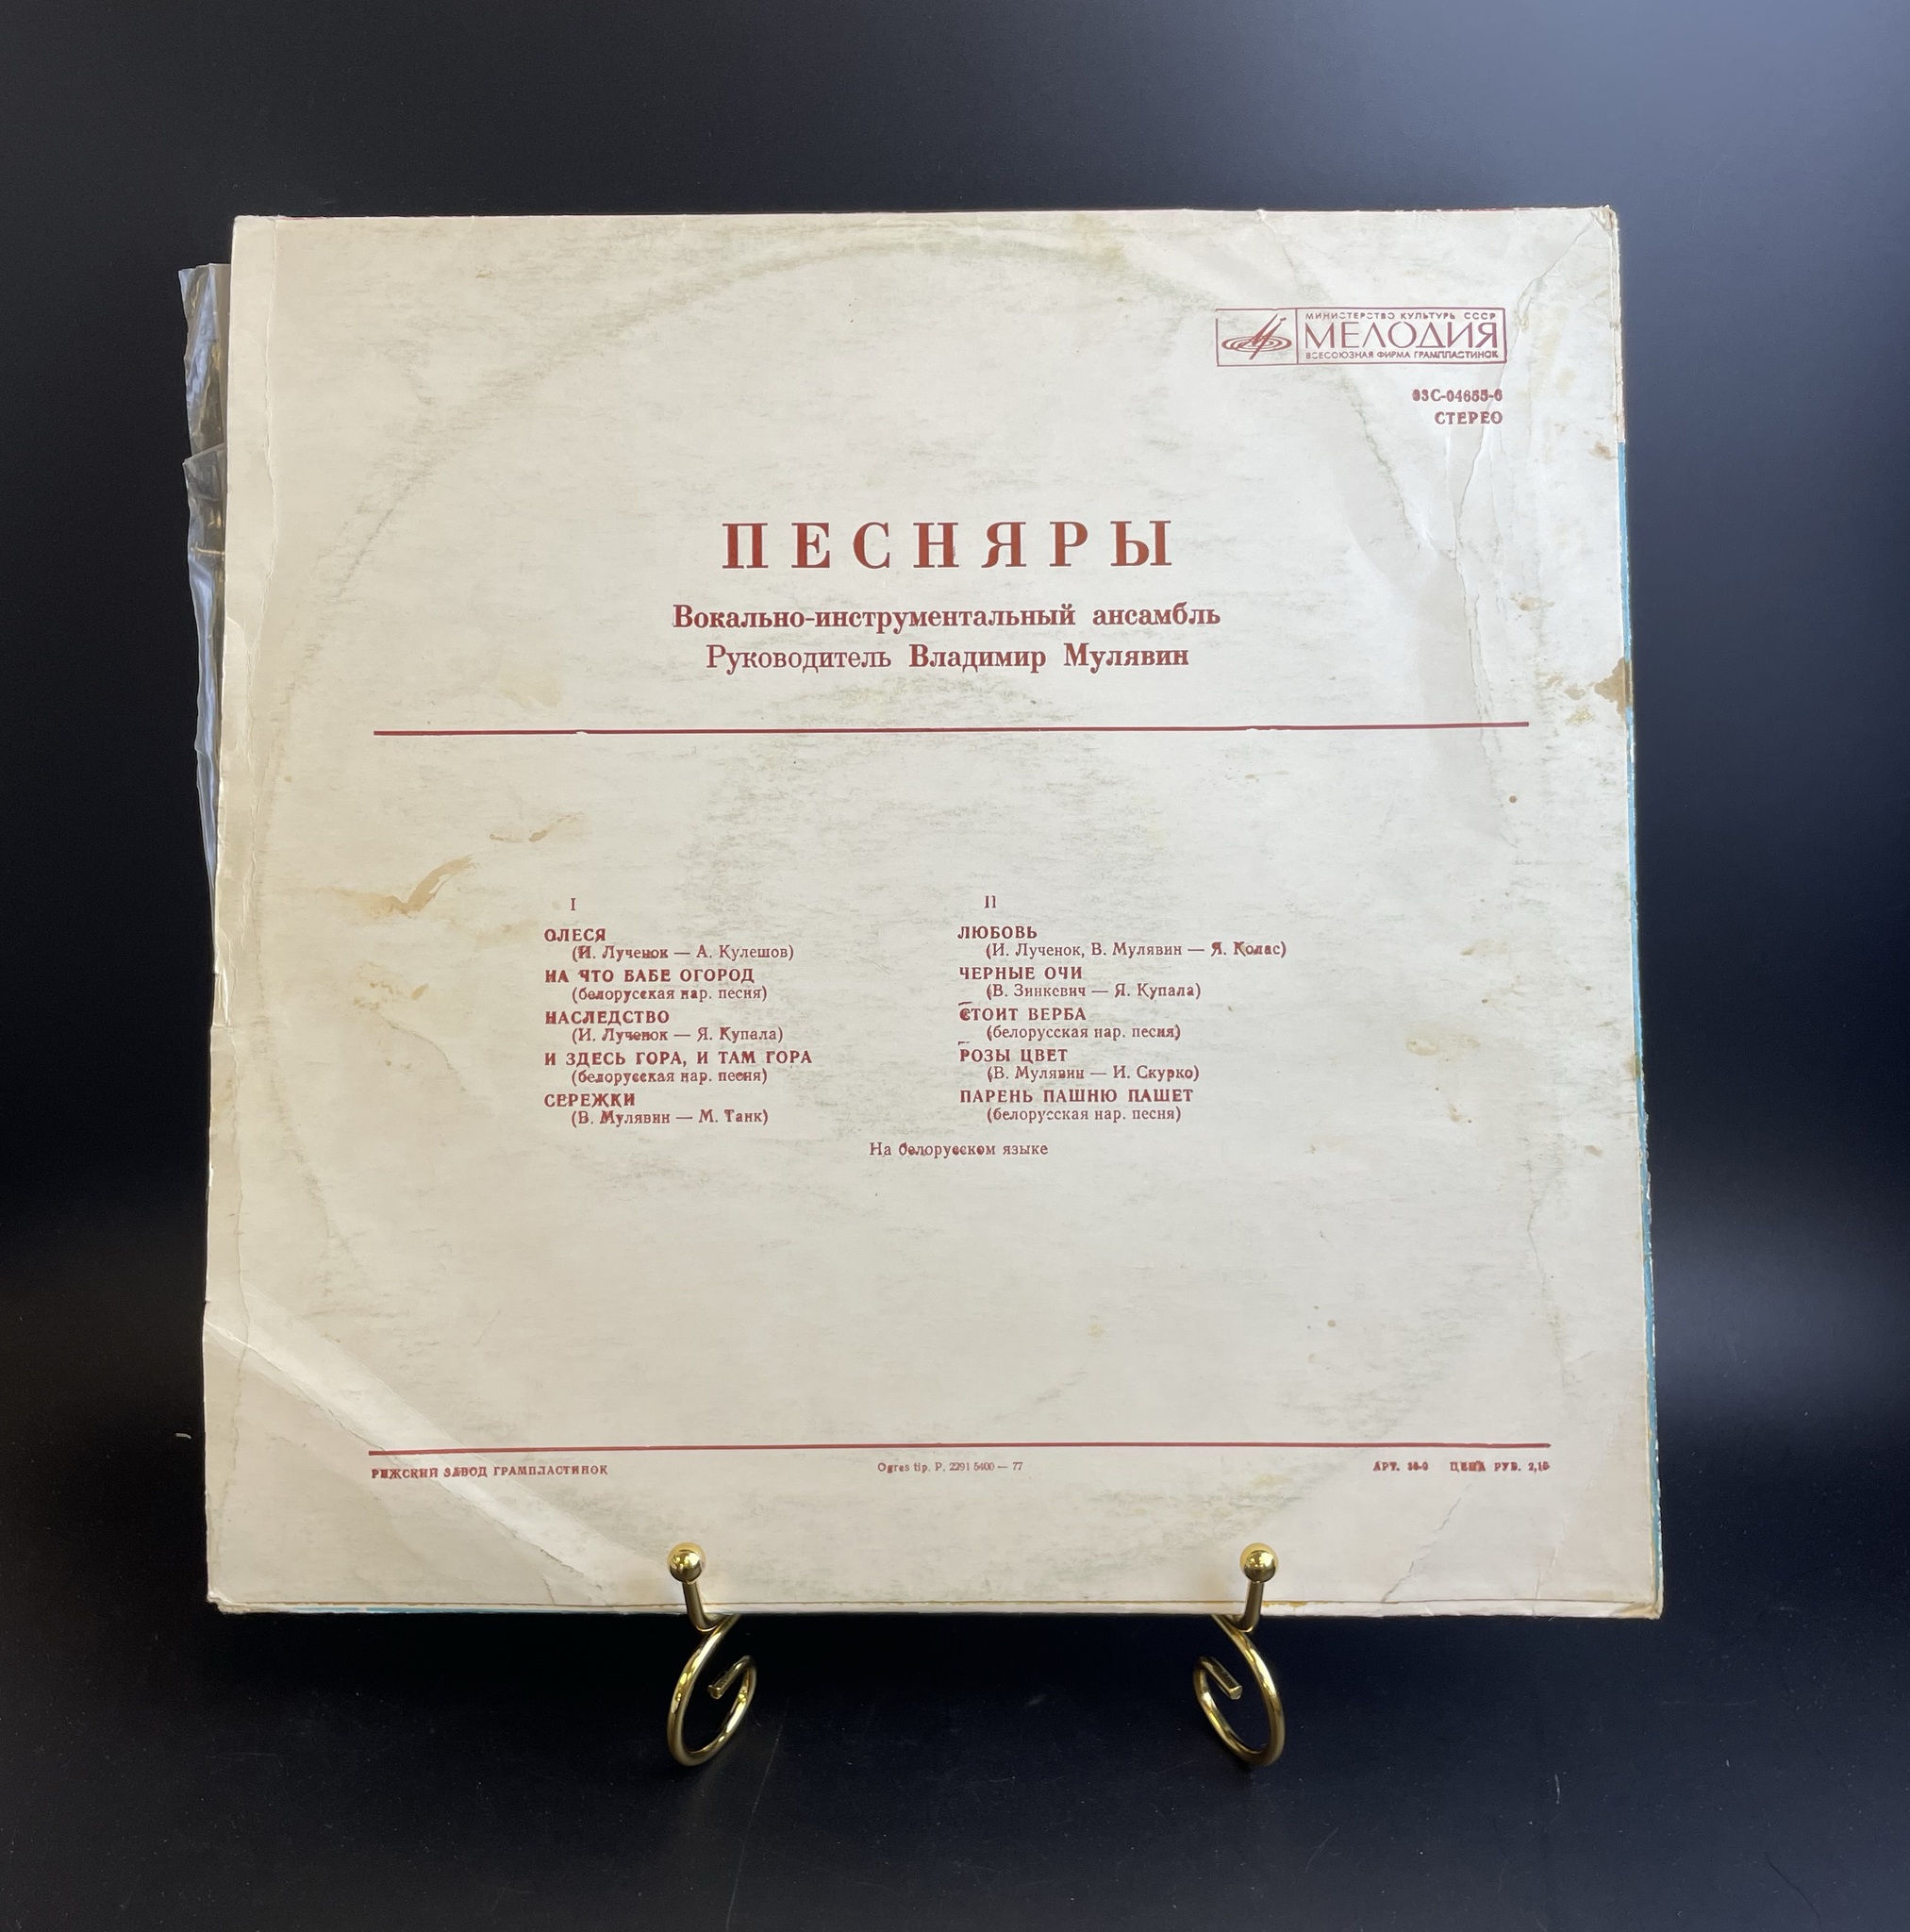 МИНИСТЕРСТВО КУЛЬТУРЫ СССР
МЕЛОДИЯ
ВСЕСОЮЗНАЯ ФИРМА ГРАМПЛАСТИНОК
33С-04655-6
СТЕРЕО
ПЕСНЯРЫ
Вокально-инструментальный ансамбль
Руководитель Владимир Мулявин
I
ОЛЕСЯ
(И. Лученок — А. Кулешов)
НА ЧТО БАБЕ ОГОРОД
(белорусская нар. песня)
НАСЛЕДСТВО
(И. Лученок — Я. Купала)
И ЗДЕСЬ ГОРА, И ТАМ ГОРА
(белорусская нар. песня)
СЕРЕЖКИ
(В. Мулявин — М. Танк)
II
ЛЮБОВЬ
(И. Лученок, В. Мулявин — Я. Колас)
ЧЕРНЫЕ ОЧИ
(В. Зинкевич — Я. Купала)
СТОИТ ВЕРБА
(белорусская нар. песня)
РОЗЫ ЦВЕТ
(В. Мулявин — И. Скурко)
ПАРЕНЬ ПАШНЮ ПАШЕТ
(белорусская нар. песня)
На белорусском языке
РИЖСКИЙ ЗАВОД ГРАМПЛАСТИНОК
Ogres tip. P. 2291 5400 — 77
АРТ. ЦЕНА РУБ. 2,15